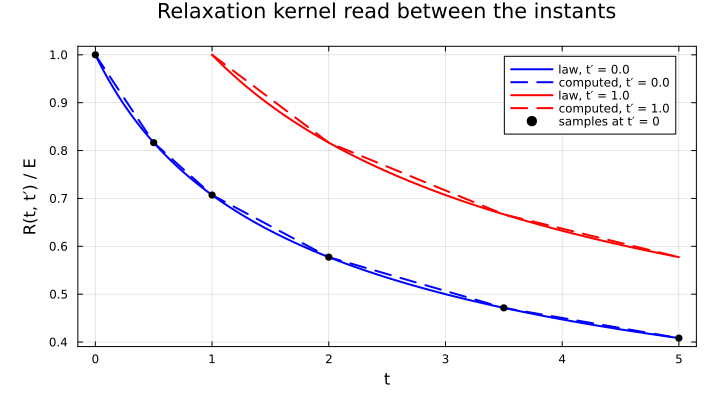 Relaxation kernel read between the instants
R(t, t′) / E
1.0
0.9
0.8
0.7
0.6
0.5
0.4
law, t′ = 0.0
computed, t′ = 0.0
law, t′ = 1.0
computed, t′ = 1.0
samples at t′ = 0
0 1 2 3 4 5
t